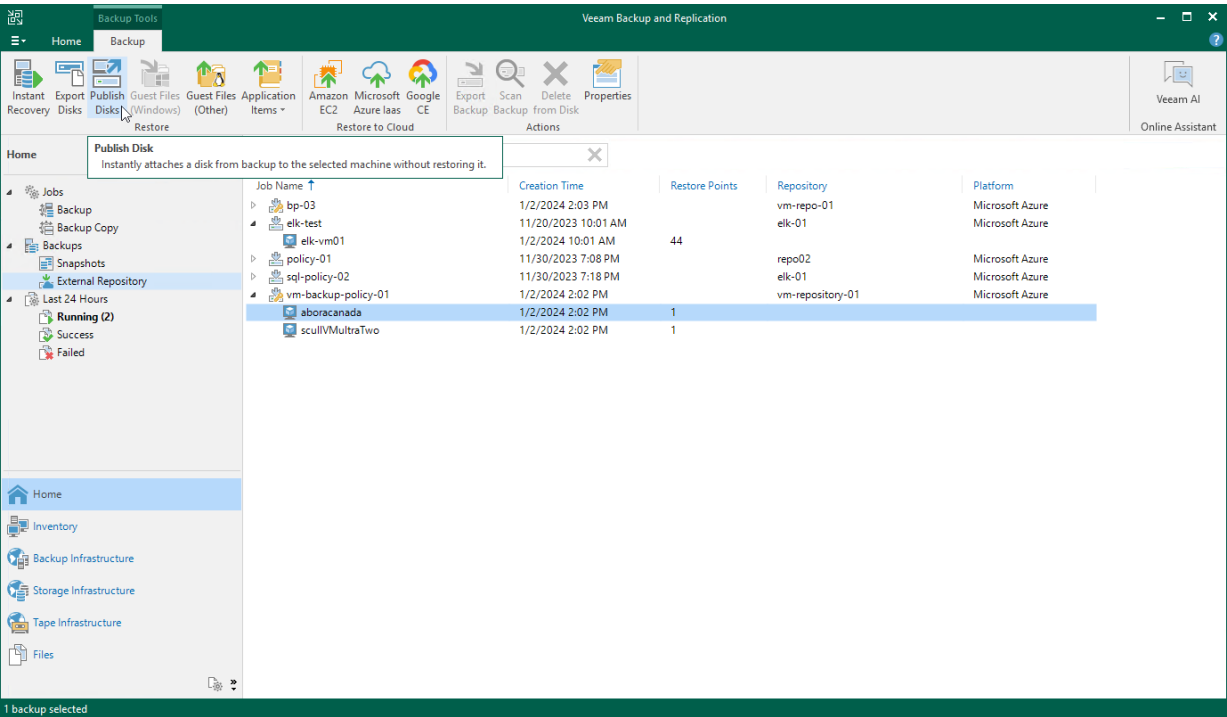 Backup Tools
Veeam Backup and Replication
Home
Backup
Instant Recovery
Export Disks
Publish Disks
Guest Files (Windows)
Guest Files (Other)
Application Items
Amazon EC2
Microsoft Azure Iaas
Google CE
Export Backup
Scan Backup
Delete from Disk
Properties
Veeam AI
Restore
Restore to Cloud
Actions
Online Assistant
Home
Publish Disk
Instantly attaches a disk from backup to the selected machine without restoring it.
Jobs
Backup
Backup Copy
Backups
Snapshots
External Repository
Last 24 Hours
Running (2)
Success
Failed
Job Name Creation Time Restore Points Repository Platform
bp-03 1/2/2024 2:03 PM vm-repo-01 Microsoft Azure
elk-test 11/20/2023 10:01 AM elk-01 Microsoft Azure
elk-vm01 1/2/2024 10:01 AM 44
policy-01 11/30/2023 7:08 PM repo02 Microsoft Azure
sql-policy-02 11/30/2023 7:18 PM elk-01 Microsoft Azure
vm-backup-policy-01 1/2/2024 2:02 PM vm-repository-01 Microsoft Azure
aboracanada 1/2/2024 2:02 PM 1
scullVMultraTwo 1/2/2024 2:02 PM 1
Home
Inventory
Backup Infrastructure
Storage Infrastructure
Tape Infrastructure
Files
1 backup selected